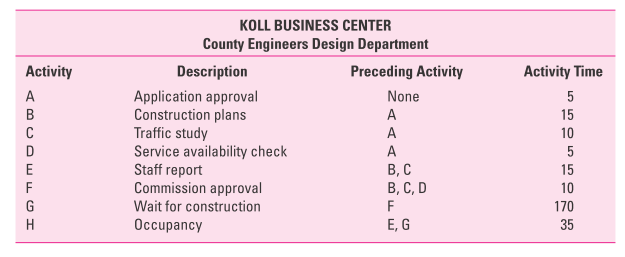 KOLL BUSINESS CENTER
County Engineers Design Department
Activity Description Preceding Activity Activity Time
A Application approval None 5
B Construction plans A 15
C Traffic study A 10
D Service availability check A 5
E Staff report B, C 15
F Commission approval B, C, D 10
G Wait for construction F 170
H Occupancy E, G 35